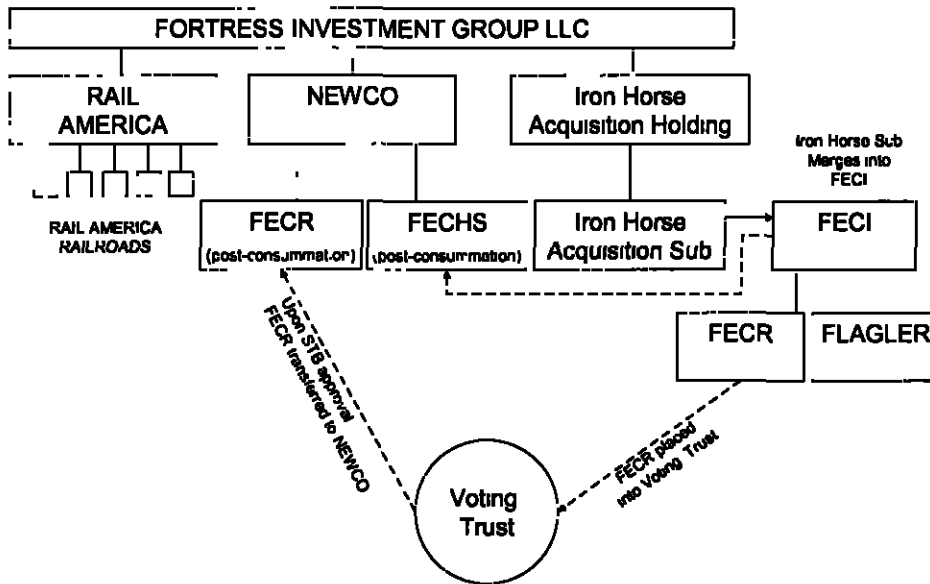 FORTRESS INVESTMENT GROUP LLC
RAIL
AMERICA
NEWCO
Iron Horse
Acquisition Holding
Iron Horse Sub
Merges into
FECI
RAIL AMERICA
RAILROADS
FECR
(post-consummation)
FECHS
(post-consummation)
Iron Horse
Acquisition Sub
FECI
FECR
FLAGLER
Upon STB approval
FECR transferred to NEWCO
FECR placed
into Voting Trust
Voting
Trust